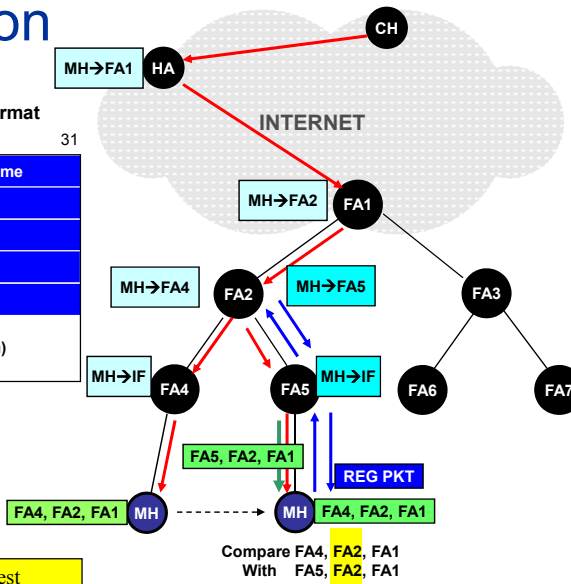 on
CH
MH→FA1
HA
rmat
INTERNET
31
me
MH→FA2
FA1
MH→FA4
FA2
MH→FA5
FA3
)
MH→IF
FA4
FA5
MH→IF
FA6
FA7
FA5, FA2, FA1
REG PKT
FA4, FA2, FA1
MH
MH
FA4, FA2, FA1
Compare FA4, FA2, FA1
With FA5, FA2, FA1
est